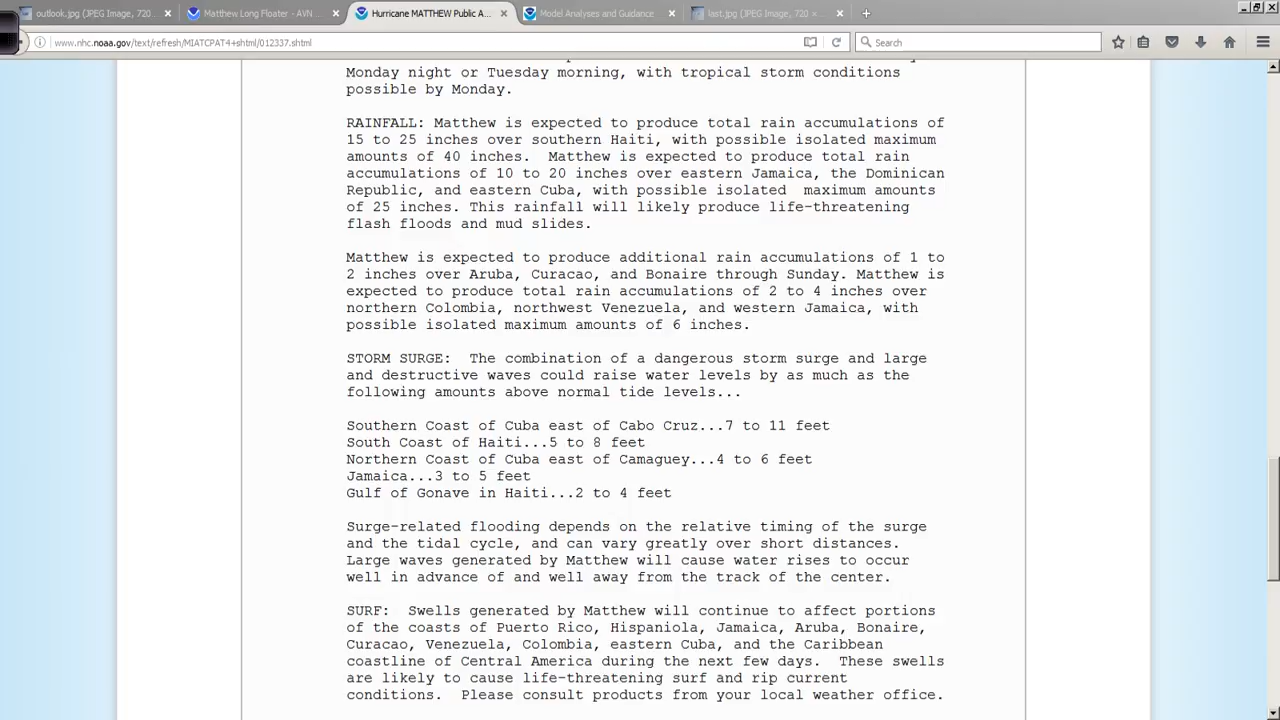 outlook.jpg (JPEG Image, 720 ... × Matthew Long Floater - AVN ... × Hurricane MATTHEW Public A... × Model Analyses and Guidance × last.jpg (JPEG Image, 720 × ... × +
www.nhc.noaa.gov/text/refresh/MIATCPAT4+shtml/012337.shtml Search
Monday night or Tuesday morning, with tropical storm conditions
possible by Monday.
RAINFALL: Matthew is expected to produce total rain accumulations of
15 to 25 inches over southern Haiti, with possible isolated maximum
amounts of 40 inches.  Matthew is expected to produce total rain
accumulations of 10 to 20 inches over eastern Jamaica, the Dominican
Republic, and eastern Cuba, with possible isolated  maximum amounts
of 25 inches. This rainfall will likely produce life-threatening
flash floods and mud slides.
Matthew is expected to produce additional rain accumulations of 1 to
2 inches over Aruba, Curacao, and Bonaire through Sunday. Matthew is
expected to produce total rain accumulations of 2 to 4 inches over
northern Colombia, northwest Venezuela, and western Jamaica, with
possible isolated maximum amounts of 6 inches.
STORM SURGE:  The combination of a dangerous storm surge and large
and destructive waves could raise water levels by as much as the
following amounts above normal tide levels...
Southern Coast of Cuba east of Cabo Cruz...7 to 11 feet
South Coast of Haiti...5 to 8 feet
Northern Coast of Cuba east of Camaguey...4 to 6 feet
Jamaica...3 to 5 feet
Gulf of Gonave in Haiti...2 to 4 feet
Surge-related flooding depends on the relative timing of the surge
and the tidal cycle, and can vary greatly over short distances.
Large waves generated by Matthew will cause water rises to occur
well in advance of and well away from the track of the center.
SURF:  Swells generated by Matthew will continue to affect portions
of the coasts of Puerto Rico, Hispaniola, Jamaica, Aruba, Bonaire,
Curacao, Venezuela, Colombia, eastern Cuba, and the Caribbean
coastline of Central America during the next few days.  These swells
are likely to cause life-threatening surf and rip current
conditions.  Please consult products from your local weather office.